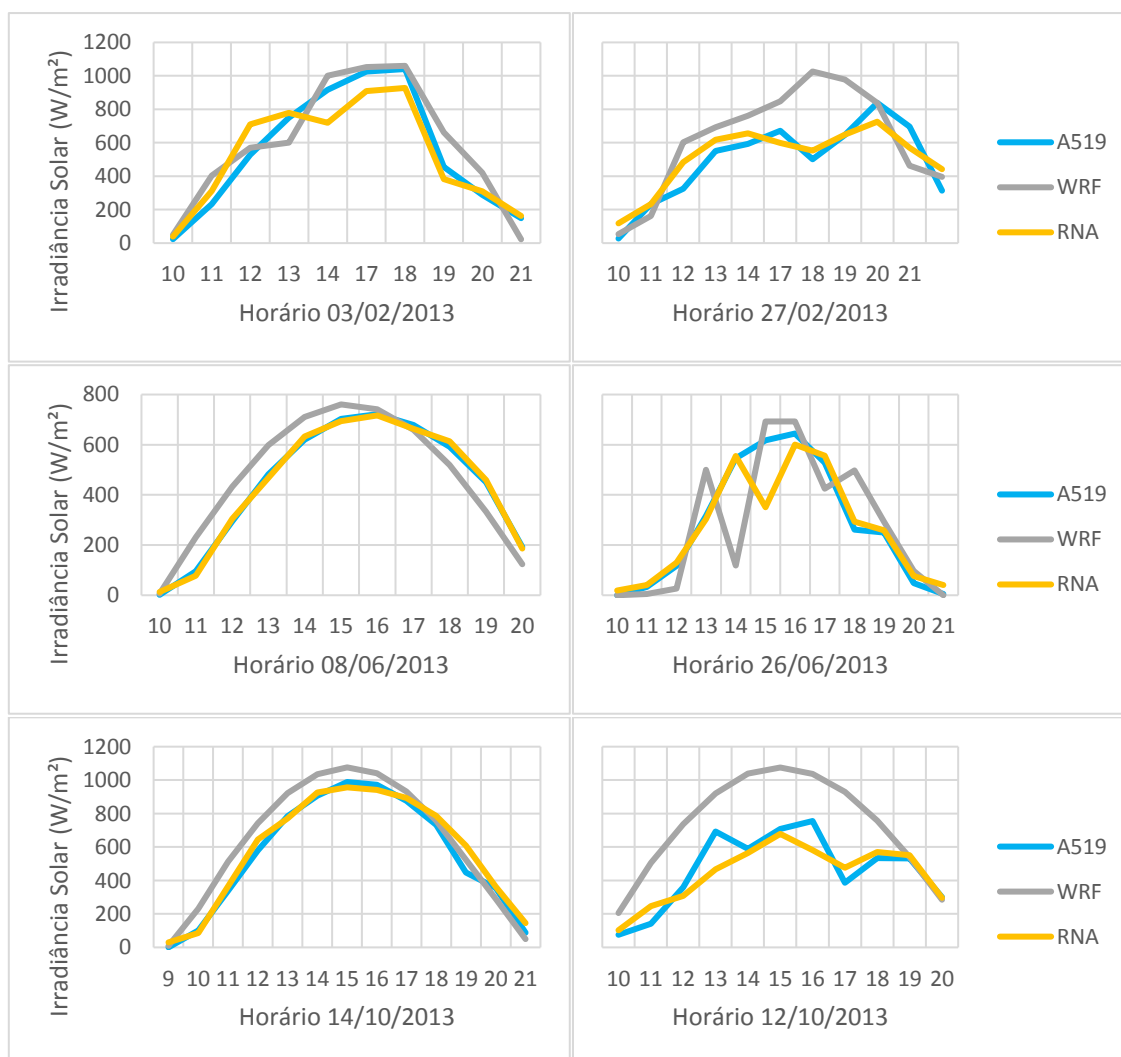 Irradiância Solar (W/m²)
1200
1000
800
600
400
200
0
10 11 12 13 14 17 18 19 20 21
Horário 03/02/2013
10 11 12 13 14 17 18 19 20 21
Horário 27/02/2013
A519
WRF
RNA
Irradiância Solar (W/m²)
800
600
400
200
0
10 11 12 13 14 15 16 17 18 19 20
Horário 08/06/2013
10 11 12 13 14 15 16 17 18 19 20 21
Horário 26/06/2013
A519
WRF
RNA
Irradiância Solar (W/m²)
1200
1000
800
600
400
200
0
9 10 11 12 13 14 15 16 17 18 19 20 21
Horário 14/10/2013
10 11 12 13 14 15 16 17 18 19 20
Horário 12/10/2013
A519
WRF
RNA